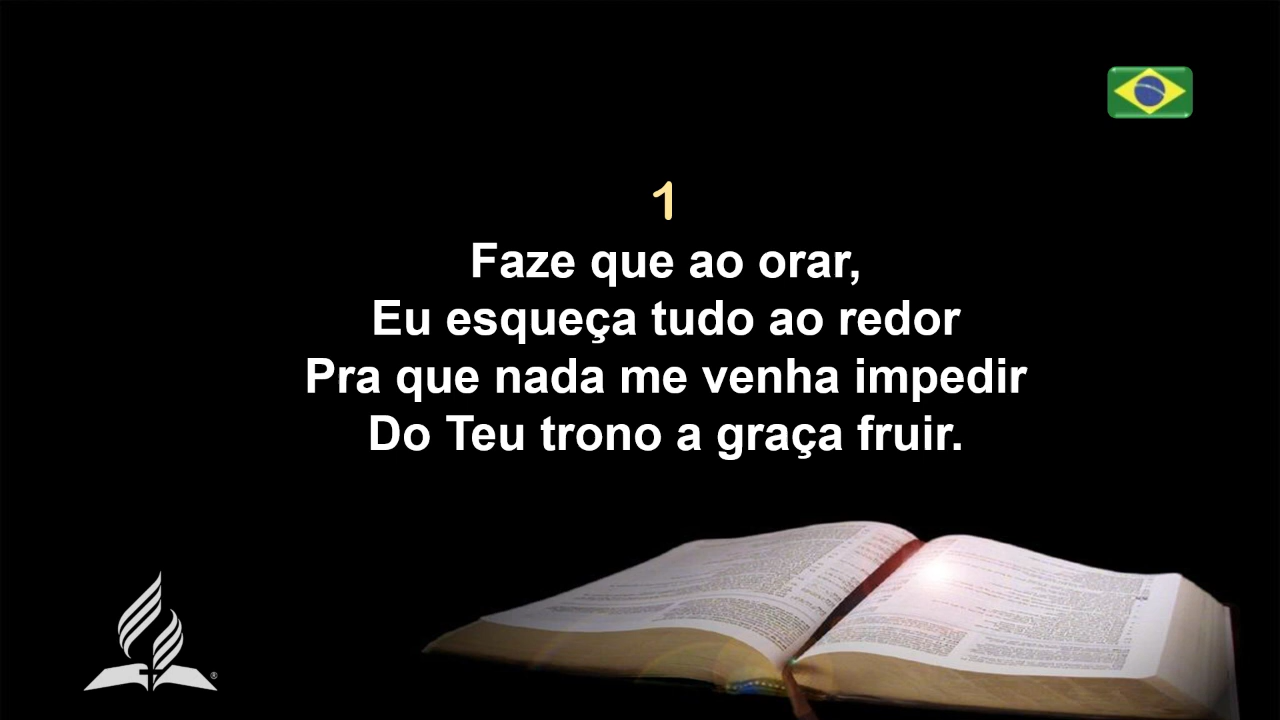 1
Faze que ao orar,
Eu esqueça tudo ao redor
Pra que nada me venha impedir
Do Teu trono a graça fruir.
®